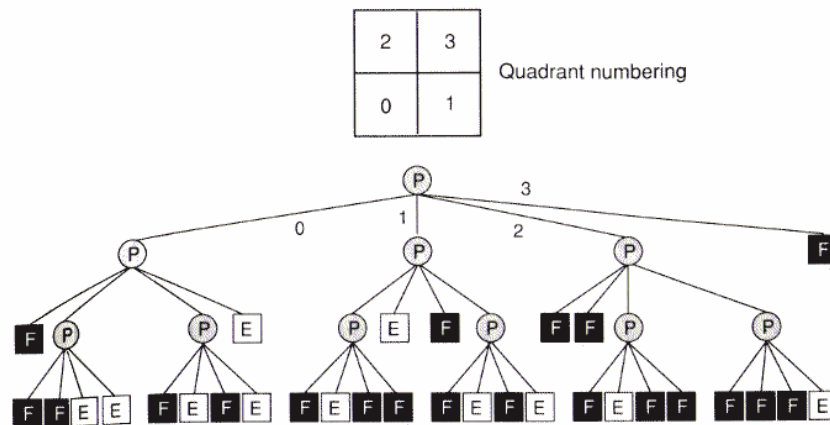 2 3
Quadrant numbering
0 1
P
3
0 1 2
P P P F
F P P E P E F P F F P P
F F E E F E F E F E F F F E F E F E F F F F F E